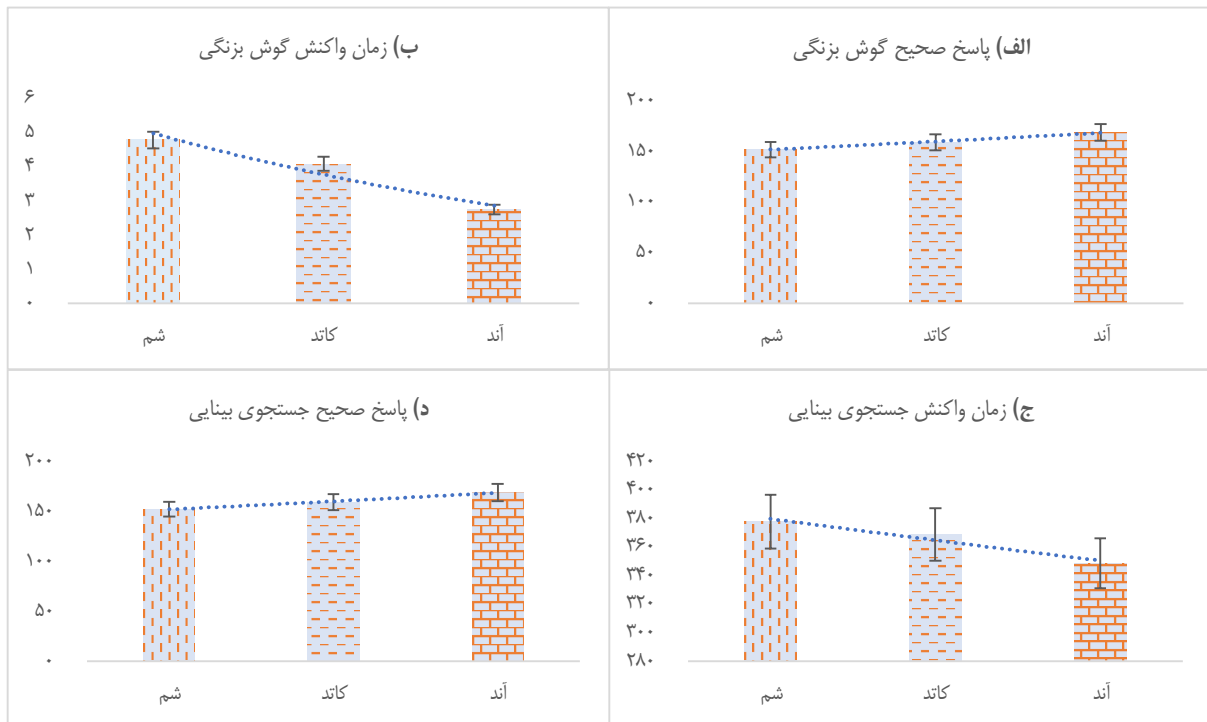 الف) پاسخ صحیح گوش بزنگی
۲۰۰
۱۵۰
۱۰۰
۵۰
۰
شم
کاتد
آند
ب) زمان واکنش گوش بزنگی
۶
۵
۴
۳
۲
۱
۰
شم
کاتد
آند
ج) زمان واکنش جستجوی بینایی
۴۲۰
۴۰۰
۳۸۰
۳۶۰
۳۴۰
۳۲۰
۳۰۰
۲۸۰
شم
کاتد
آند
د) پاسخ صحیح جستجوی بینایی
۲۰۰
۱۵۰
۱۰۰
۵۰
۰
شم
کاتد
آند